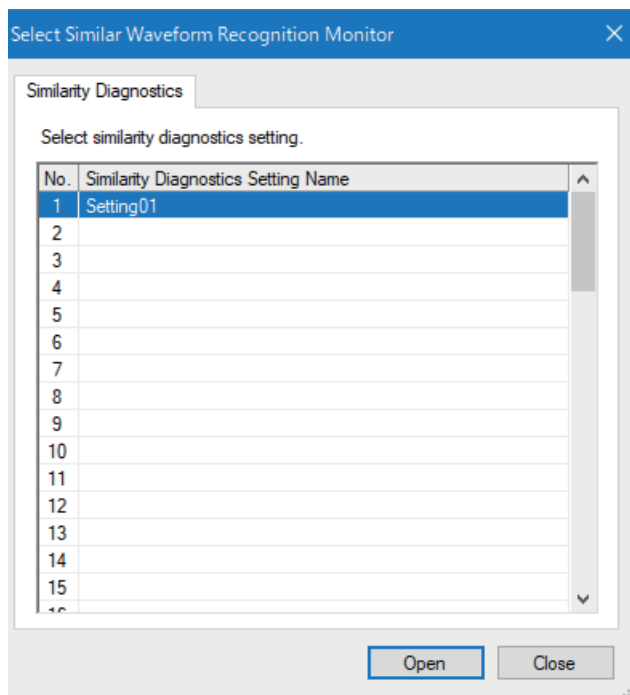 Select Similar Waveform Recognition Monitor
Similarity Diagnostics
Select similarity diagnostics setting.
No. Similarity Diagnostics Setting Name
1 Setting01
2
3
4
5
6
7
8
9
10
11
12
13
14
15
Open Close